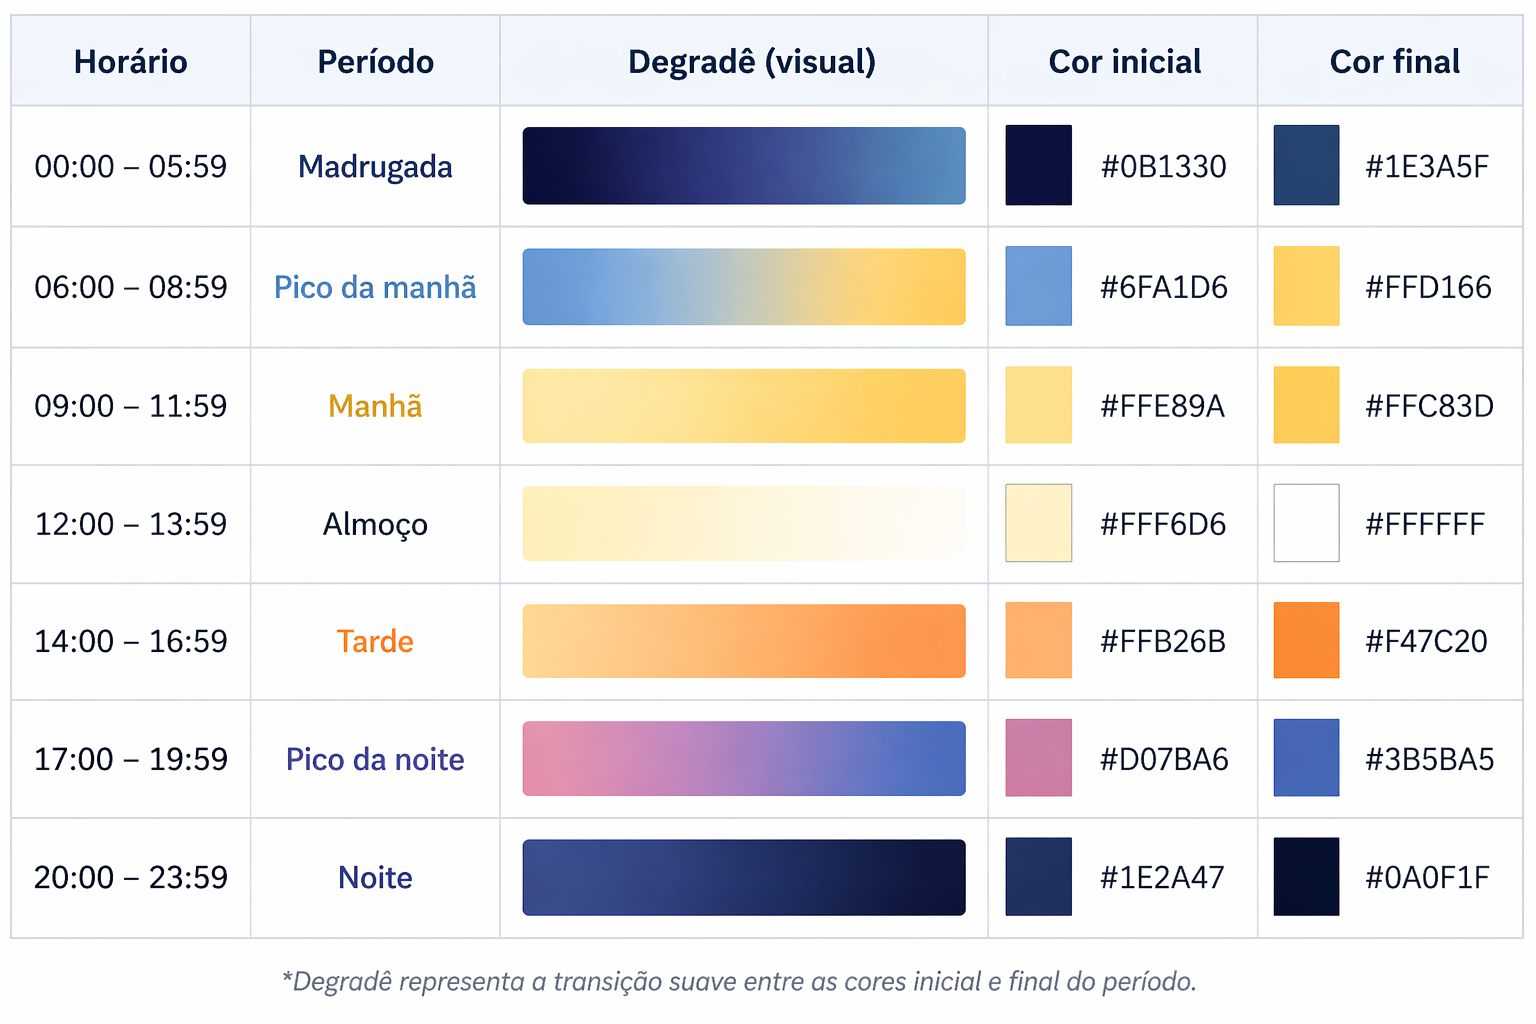 Horário Período Degradê (visual) Cor inicial Cor final
00:00 – 05:59 Madrugada #0B1330 #1E3A5F
06:00 – 08:59 Pico da manhã #6FA1D6 #FFD166
09:00 – 11:59 Manhã #FFE89A #FFC83D
12:00 – 13:59 Almoço #FFF6D6 #FFFFFF
14:00 – 16:59 Tarde #FFB26B #F47C20
17:00 – 19:59 Pico da noite #D07BA6 #3B5BA5
20:00 – 23:59 Noite #1E2A47 #0A0F1F
*Degradê representa a transição suave entre as cores inicial e final do período.